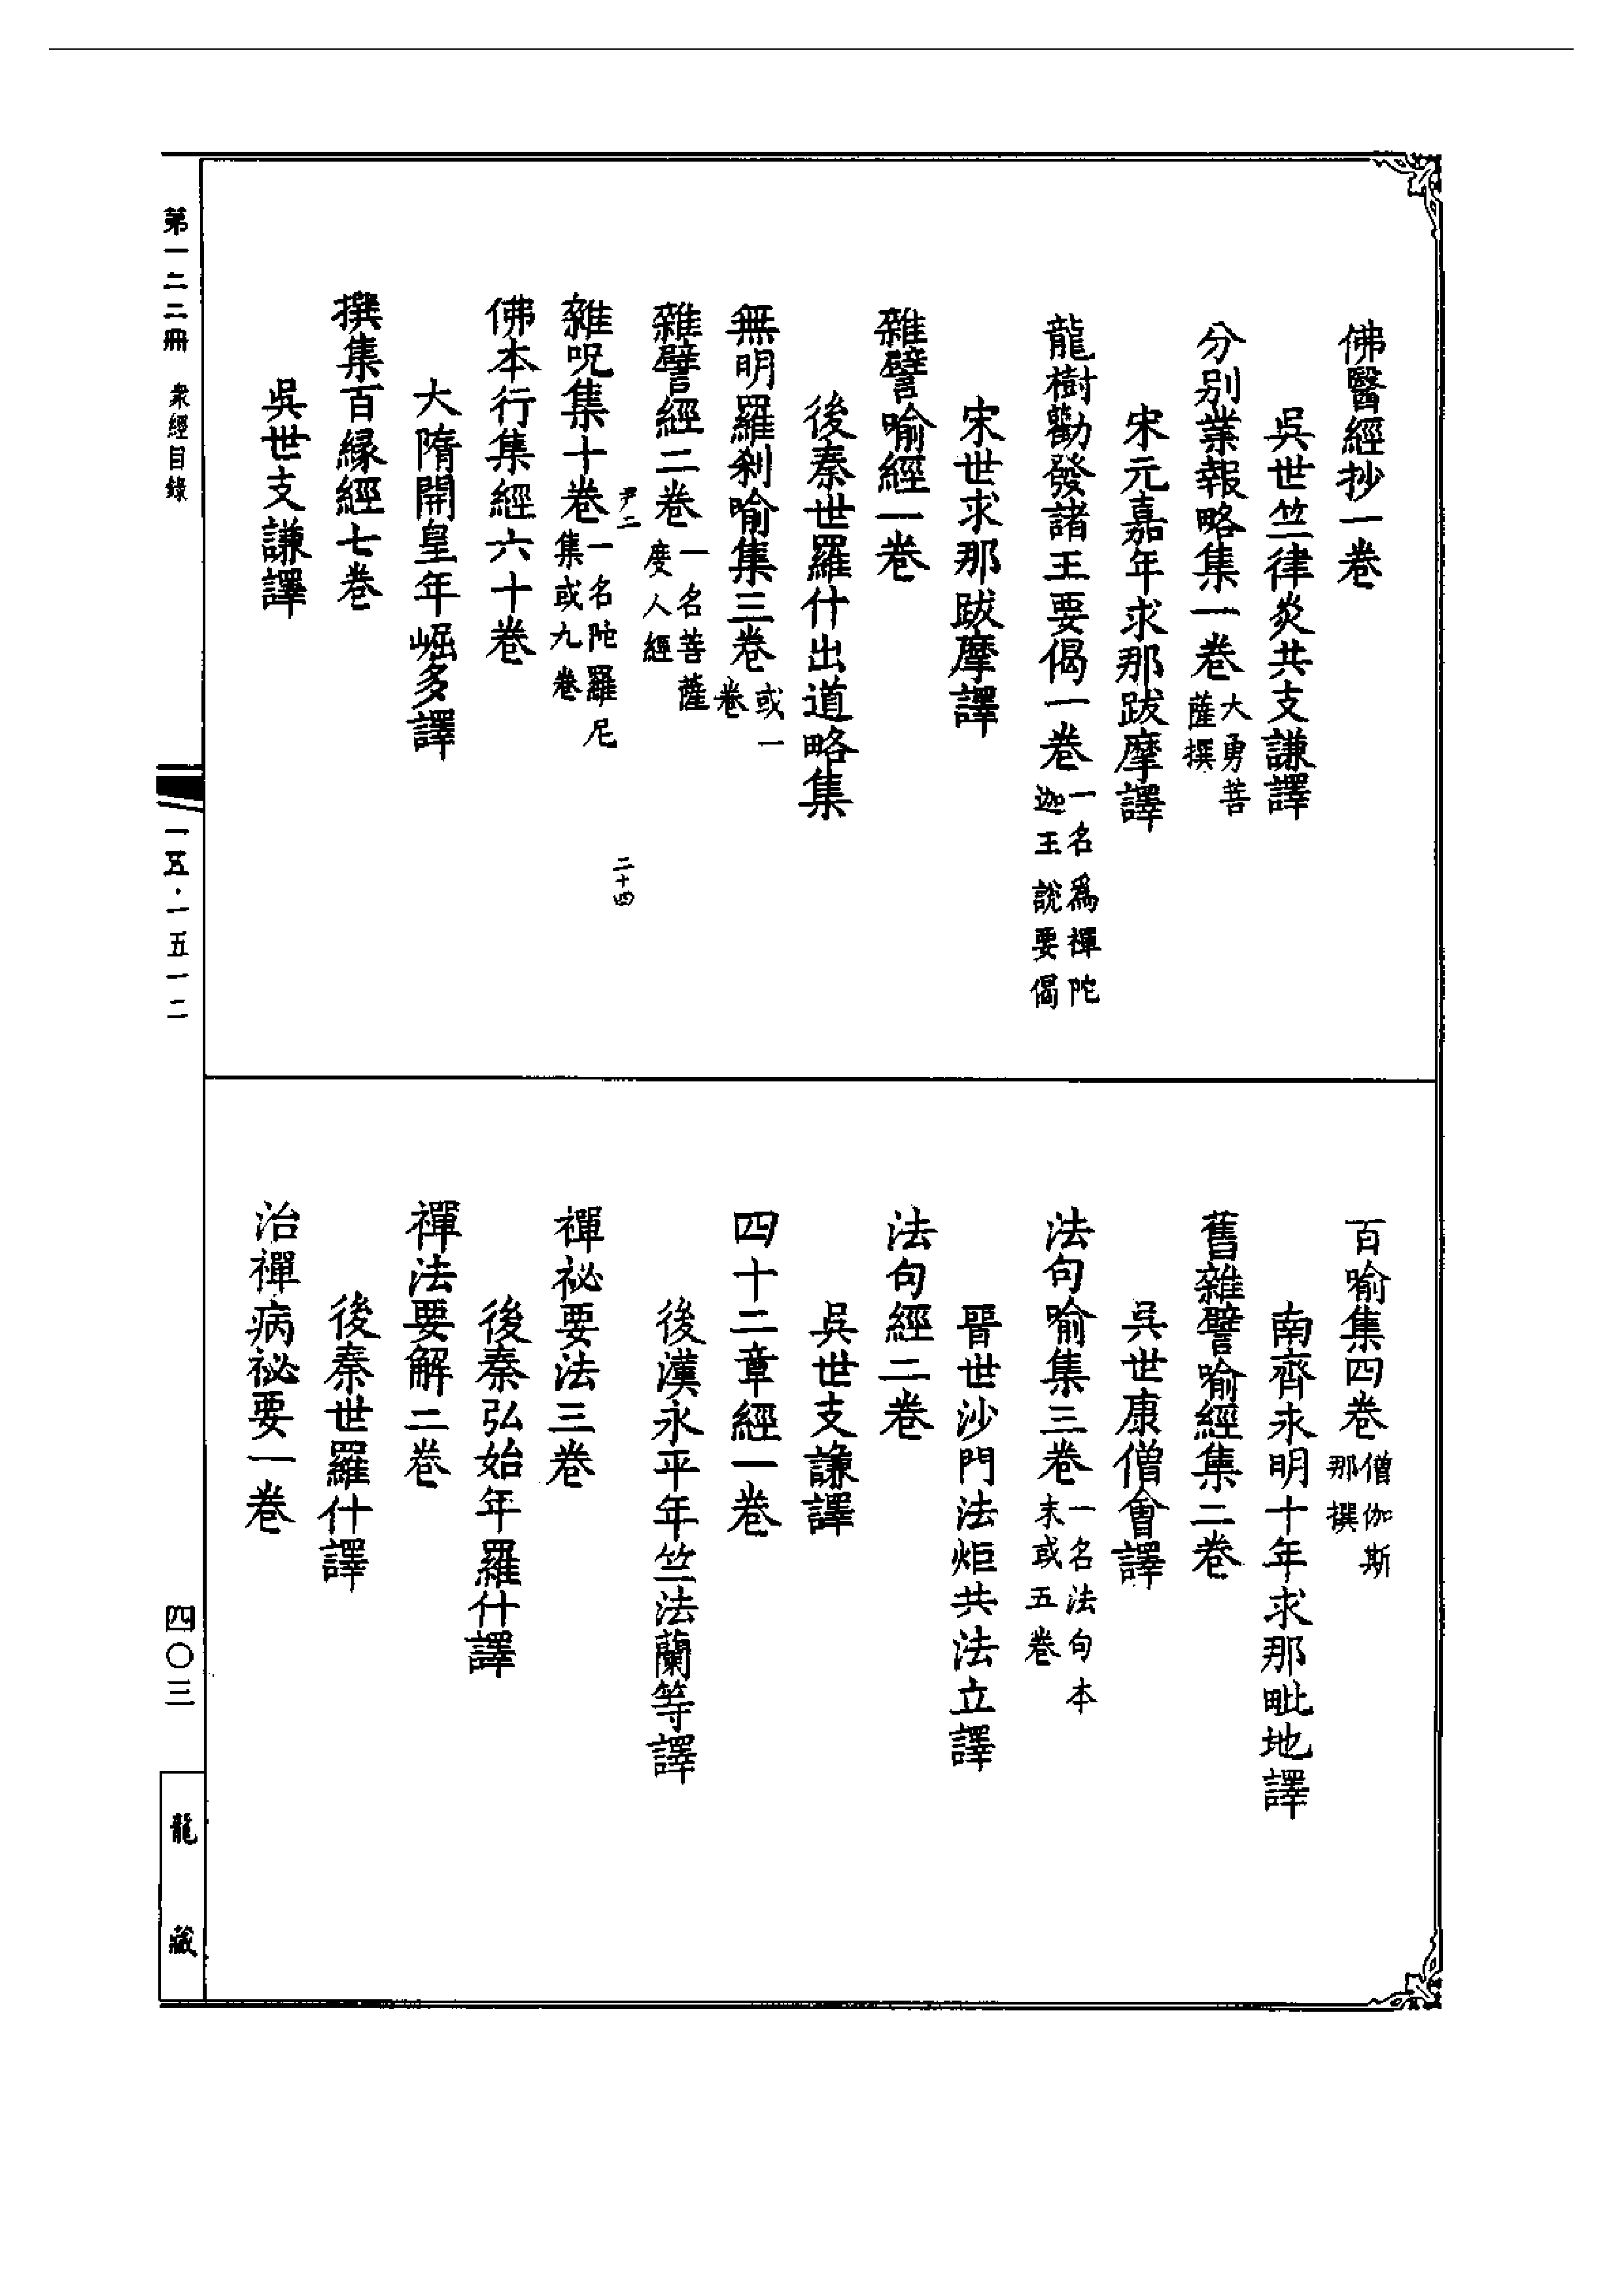 佛醫經抄一卷
吳世竺律炎共支謙譯
分别業報略集一卷大勇菩薩撰
宋元嘉年求那跋摩譯
龍樹勸發諸王要偈一卷一名為禪陀迦王說要偈
宋世求那跋摩譯
雜譬喻經一卷
後秦世羅什出道略集
無明羅刹喻集三卷或一卷
雜譬經二卷一名菩薩度人經
尹二
二十四
雜呪集十卷一名陀羅尼集或九卷
佛本行集經六十卷
大隋開皇年崛多譯
撰集百緣經七卷
吳世支謙譯
百喻集四卷僧伽斯那撰
南齊永明十年求那毗地譯
舊雜譬喻經集二卷
吳世康僧會譯
法句喻集三卷一名法句本末或五卷
晉世沙門法炬共法立譯
法句經二卷
吳世支謙譯
四十二章經一卷
後漢永平年竺法蘭等譯
禪祕要法三卷
後秦弘始年羅什譯
禪法要解二卷
後秦世羅什譯
治禪病祕要一卷
第一二二冊 衆經目錄
一五·一五一二
四〇三
龍藏